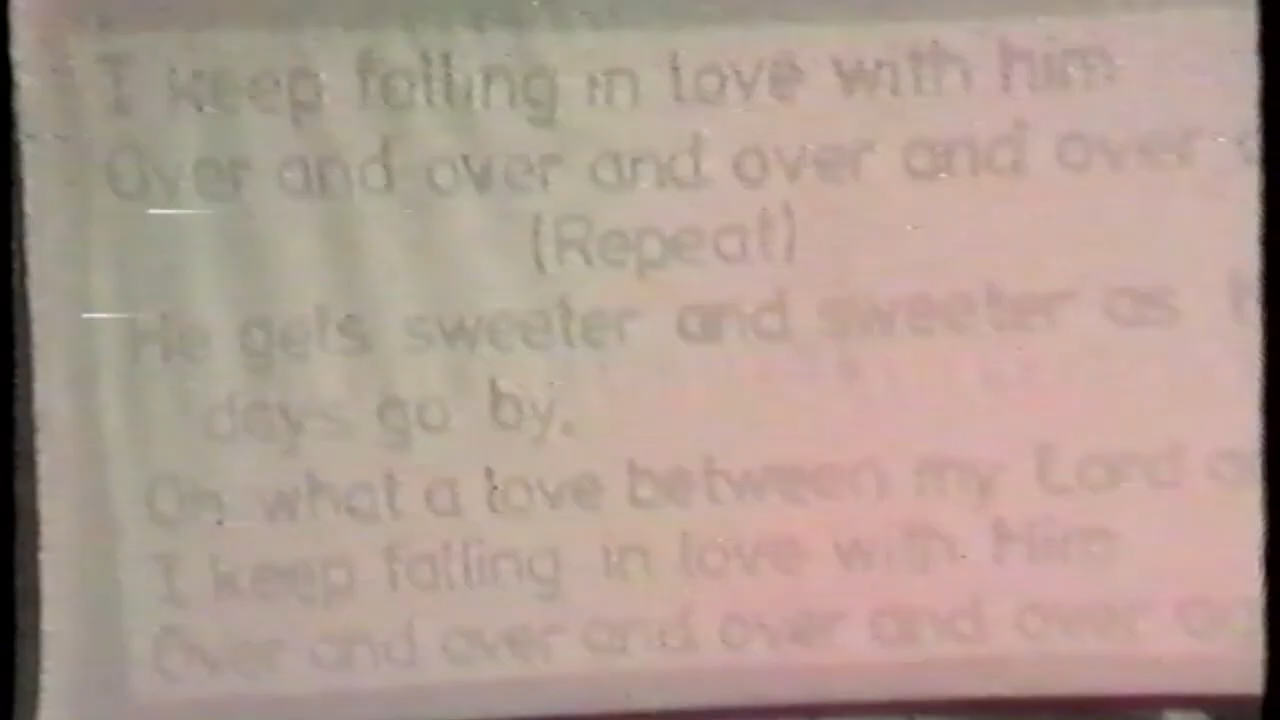 I keep falling in love with him
Over and over and over and over
(Repeat)
He gets sweeter and sweeter as
days go by.
Oh what a love between my Lord
I keep falling in love with Him
Over and over and over and over